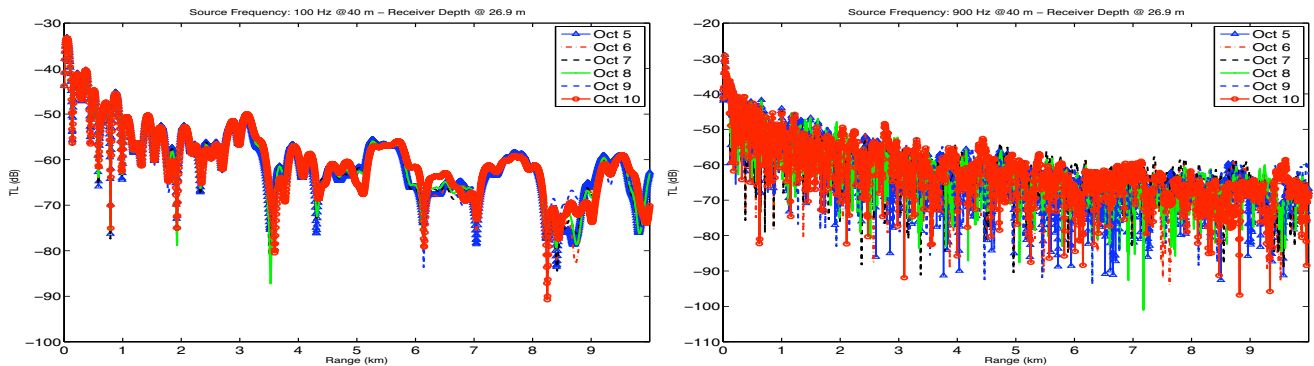 Source Frequency: 100 Hz @40 m − Receiver Depth @ 26.9 m
−30
−40
−50
−60
−70
−80
−90
−100
TL (dB)
0 1 2 3 4 5 6 7 8 9
Range (km)
Oct 5
Oct 6
Oct 7
Oct 8
Oct 9
Oct 10
Source Frequency: 900 Hz @40 m − Receiver Depth @ 26.9 m
−20
−30
−40
−50
−60
−70
−80
−90
−100
−110
TL (dB)
0 1 2 3 4 5 6 7 8 9
Range (km)
Oct 5
Oct 6
Oct 7
Oct 8
Oct 9
Oct 10